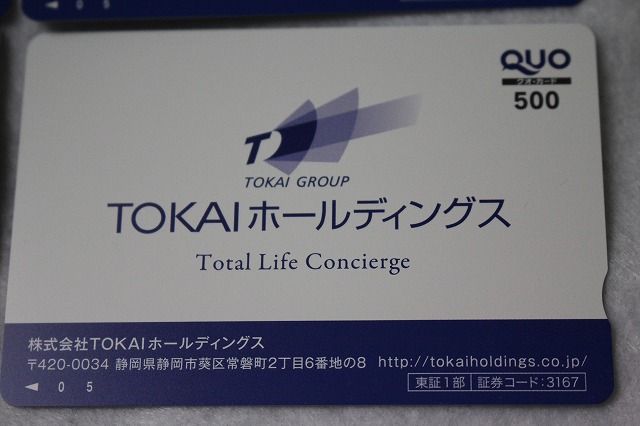 ◀ 0 5
QUO
クオ・カード
500
T
TOKAI GROUP
TOKAIホールディングス
Total Life Concierge
株式会社TOKAIホールディングス
〒420-0034 静岡県静岡市葵区常磐町2丁目6番地の8 http://tokaiholdings.co.jp/
◀ 0 5 東証1部 証券コード:3167